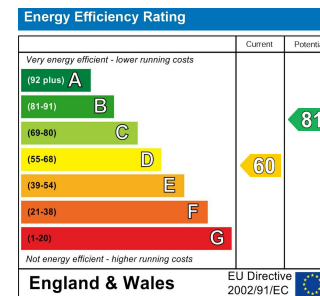 Energy Efficiency Rating
Current
Very energy efficient - lower running costs
(92 plus) A
(81-91) B
(69-80) C
(55-68) D
(39-54) E
(21-38) F
(1-20) G
60
81
Not energy efficient - higher running costs
England & Wales
EU Directive
2002/91/EC